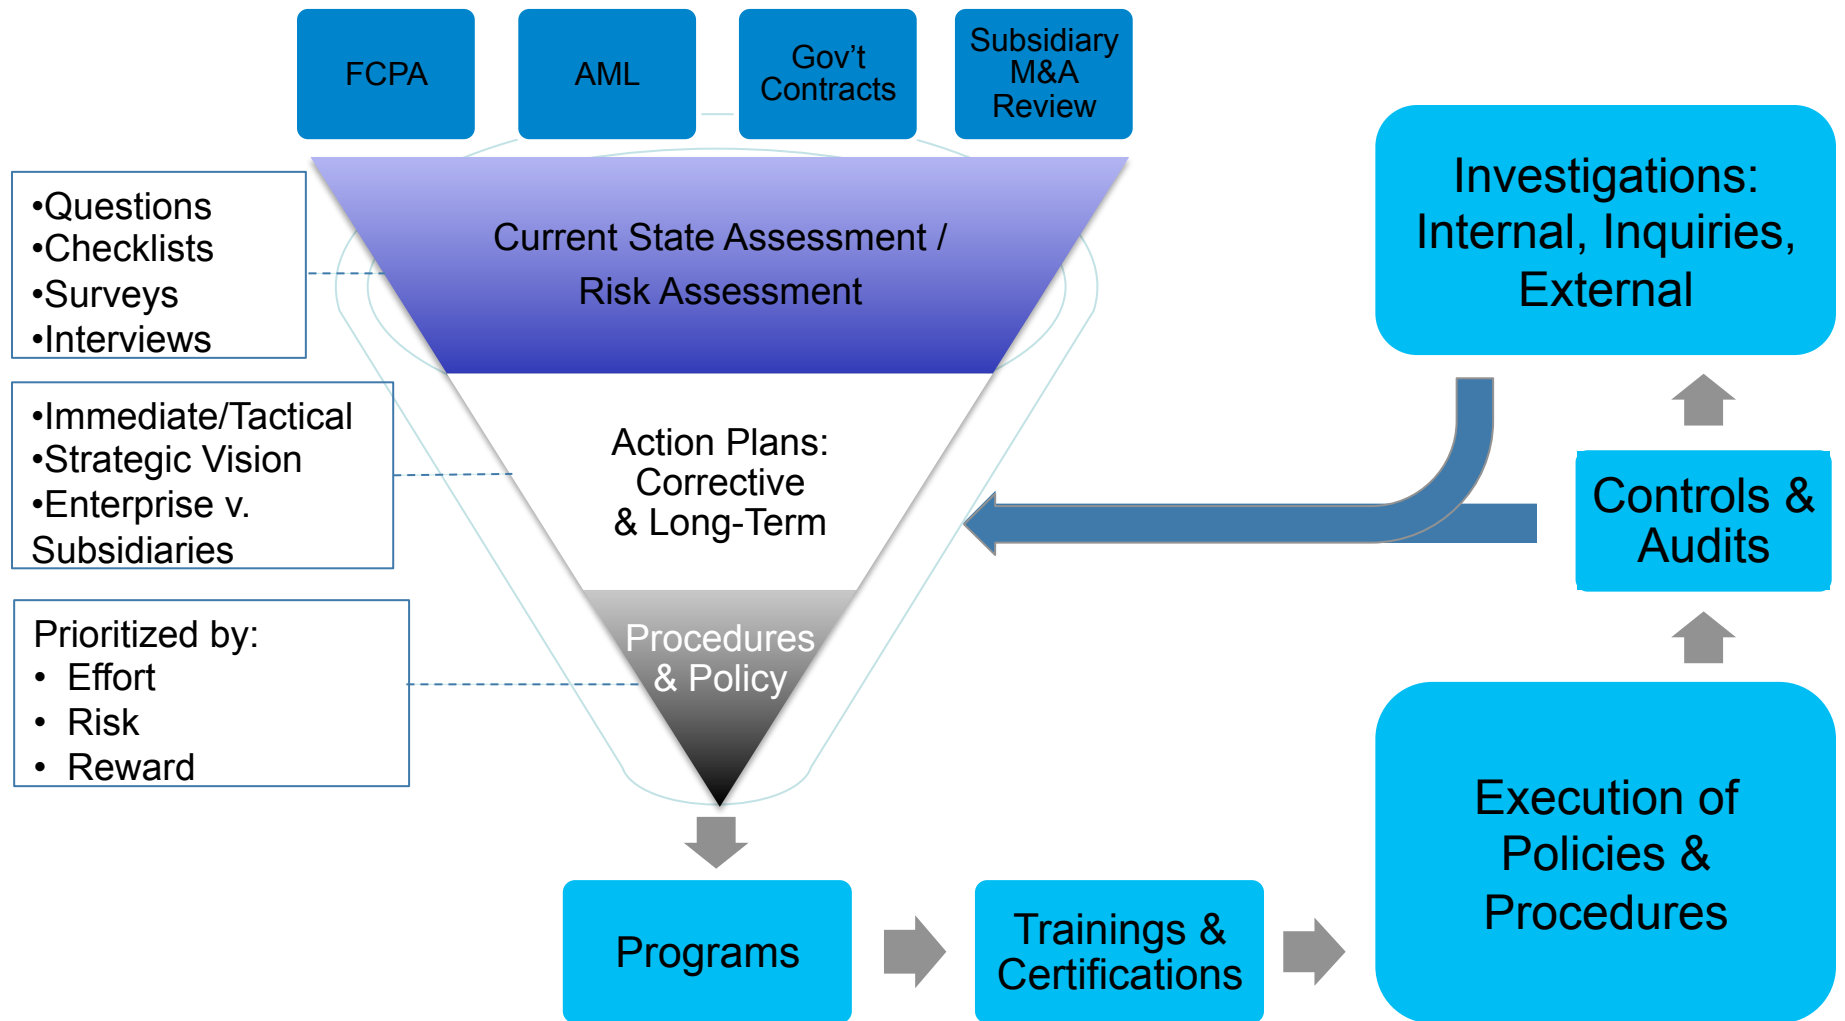 FCPA
AML
Gov’t
Contracts
Subsidiary
M&A
Review
•Questions
•Checklists
•Surveys
•Interviews
Current State Assessment /
Risk Assessment
•Immediate/Tactical
•Strategic Vision
•Enterprise v.
Subsidiaries
Action Plans:
Corrective
& Long-Term
Prioritized by:
• Effort
• Risk
• Reward
Procedures
& Policy
Programs
Trainings &
Certifications
Execution of
Policies &
Procedures
Controls &
Audits
Investigations:
Internal, Inquiries,
External